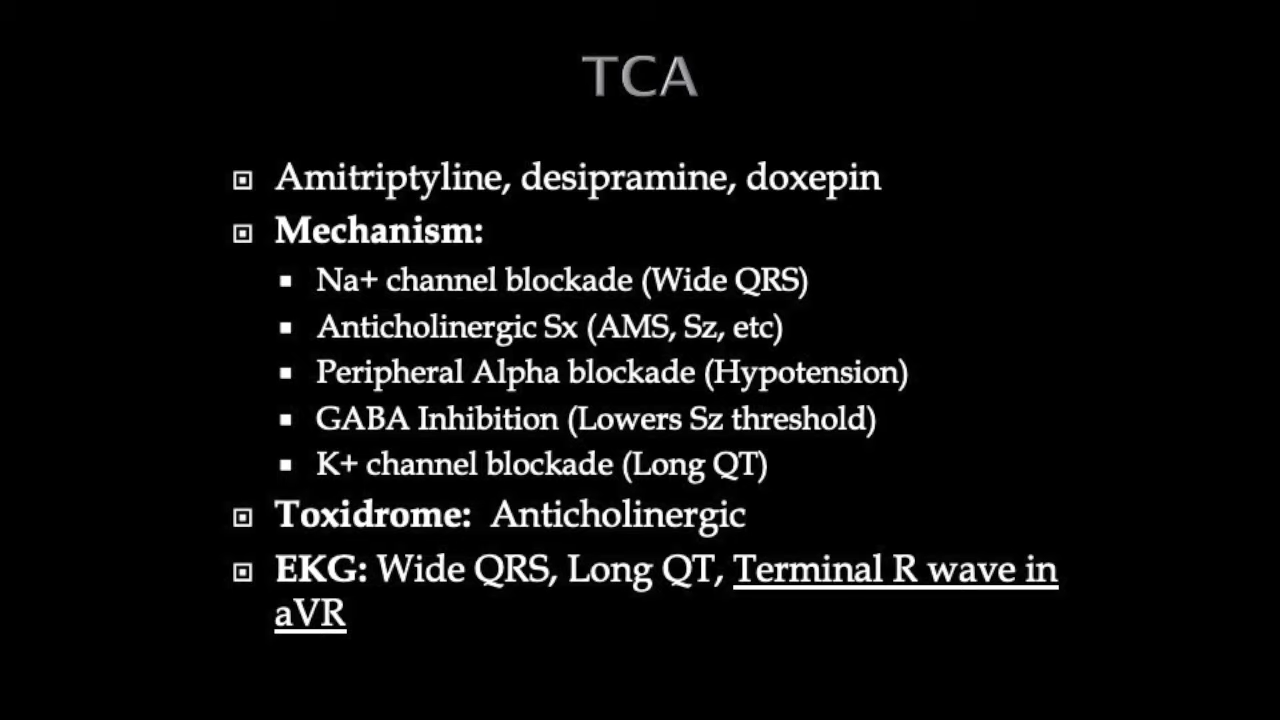 TCA
Amitriptyline, desipramine, doxepin
Mechanism:
Na+ channel blockade (Wide QRS)
Anticholinergic Sx (AMS, Sz, etc)
Peripheral Alpha blockade (Hypotension)
GABA Inhibition (Lowers Sz threshold)
K+ channel blockade (Long QT)
Toxidrome: Anticholinergic
EKG: Wide QRS, Long QT, Terminal R wave in
aVR